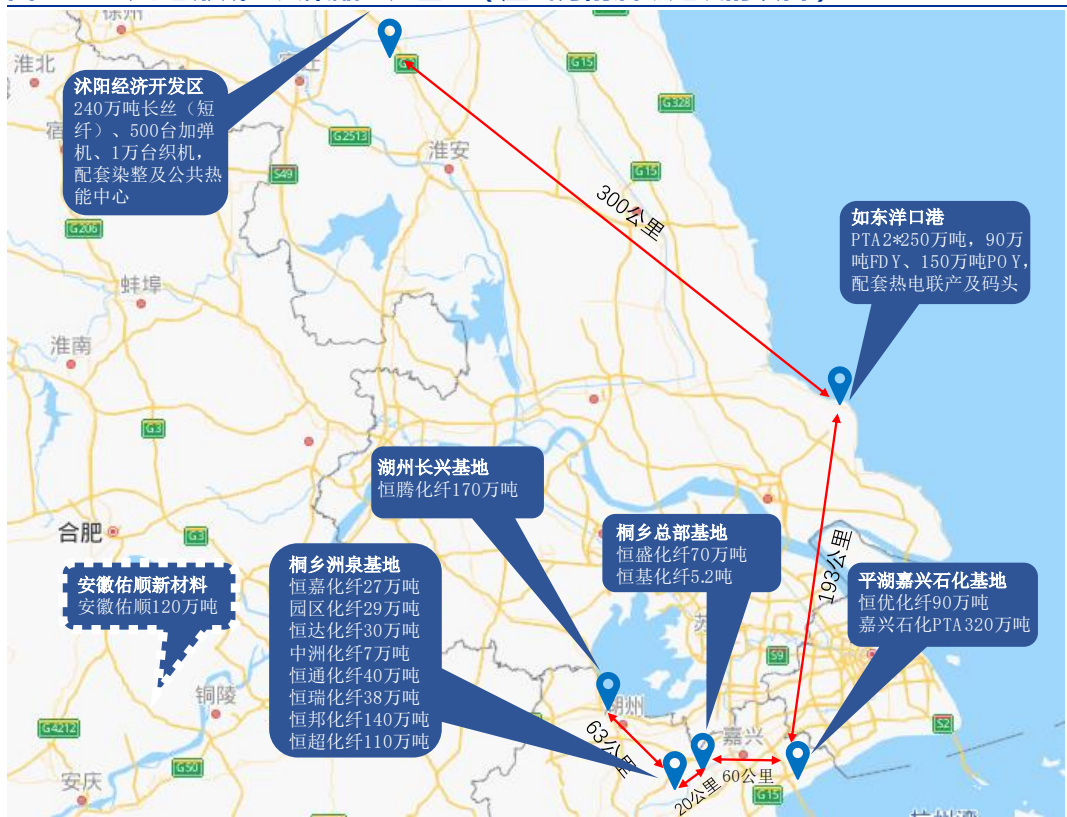 徐州
淮北
沭阳经济开发区
240万吨长丝（短
纤）、500台加弹
机、1万台织机，
配套染整及公共热
能中心
G2
G15
G328
G2513
淮安
S49
G15
G206
300公里
如东洋口港
PTA2*250万吨，90万
吨FDY、150万吨POY，
配套热电联产及码头
蚌埠
淮南
G3
湖州长兴基地
恒腾化纤170万吨
合肥
G3
桐乡总部基地
恒盛化纤70万吨
恒基化纤5.2吨
193公里
桐乡洲泉基地
恒嘉化纤27万吨
园区化纤29万吨
恒达化纤30万吨
中洲化纤7万吨
恒通化纤40万吨
恒瑞化纤38万吨
恒邦化纤140万吨
恒超化纤110万吨
安徽佑顺新材料
安徽佑顺120万吨
平湖嘉兴石化基地
恒优化纤90万吨
嘉兴石化PTA320万吨
苏
S9
铜陵
湖州
G4212
S2
63公里
嘉兴
G50
60公里
安庆
20公里
G15
杭州湾